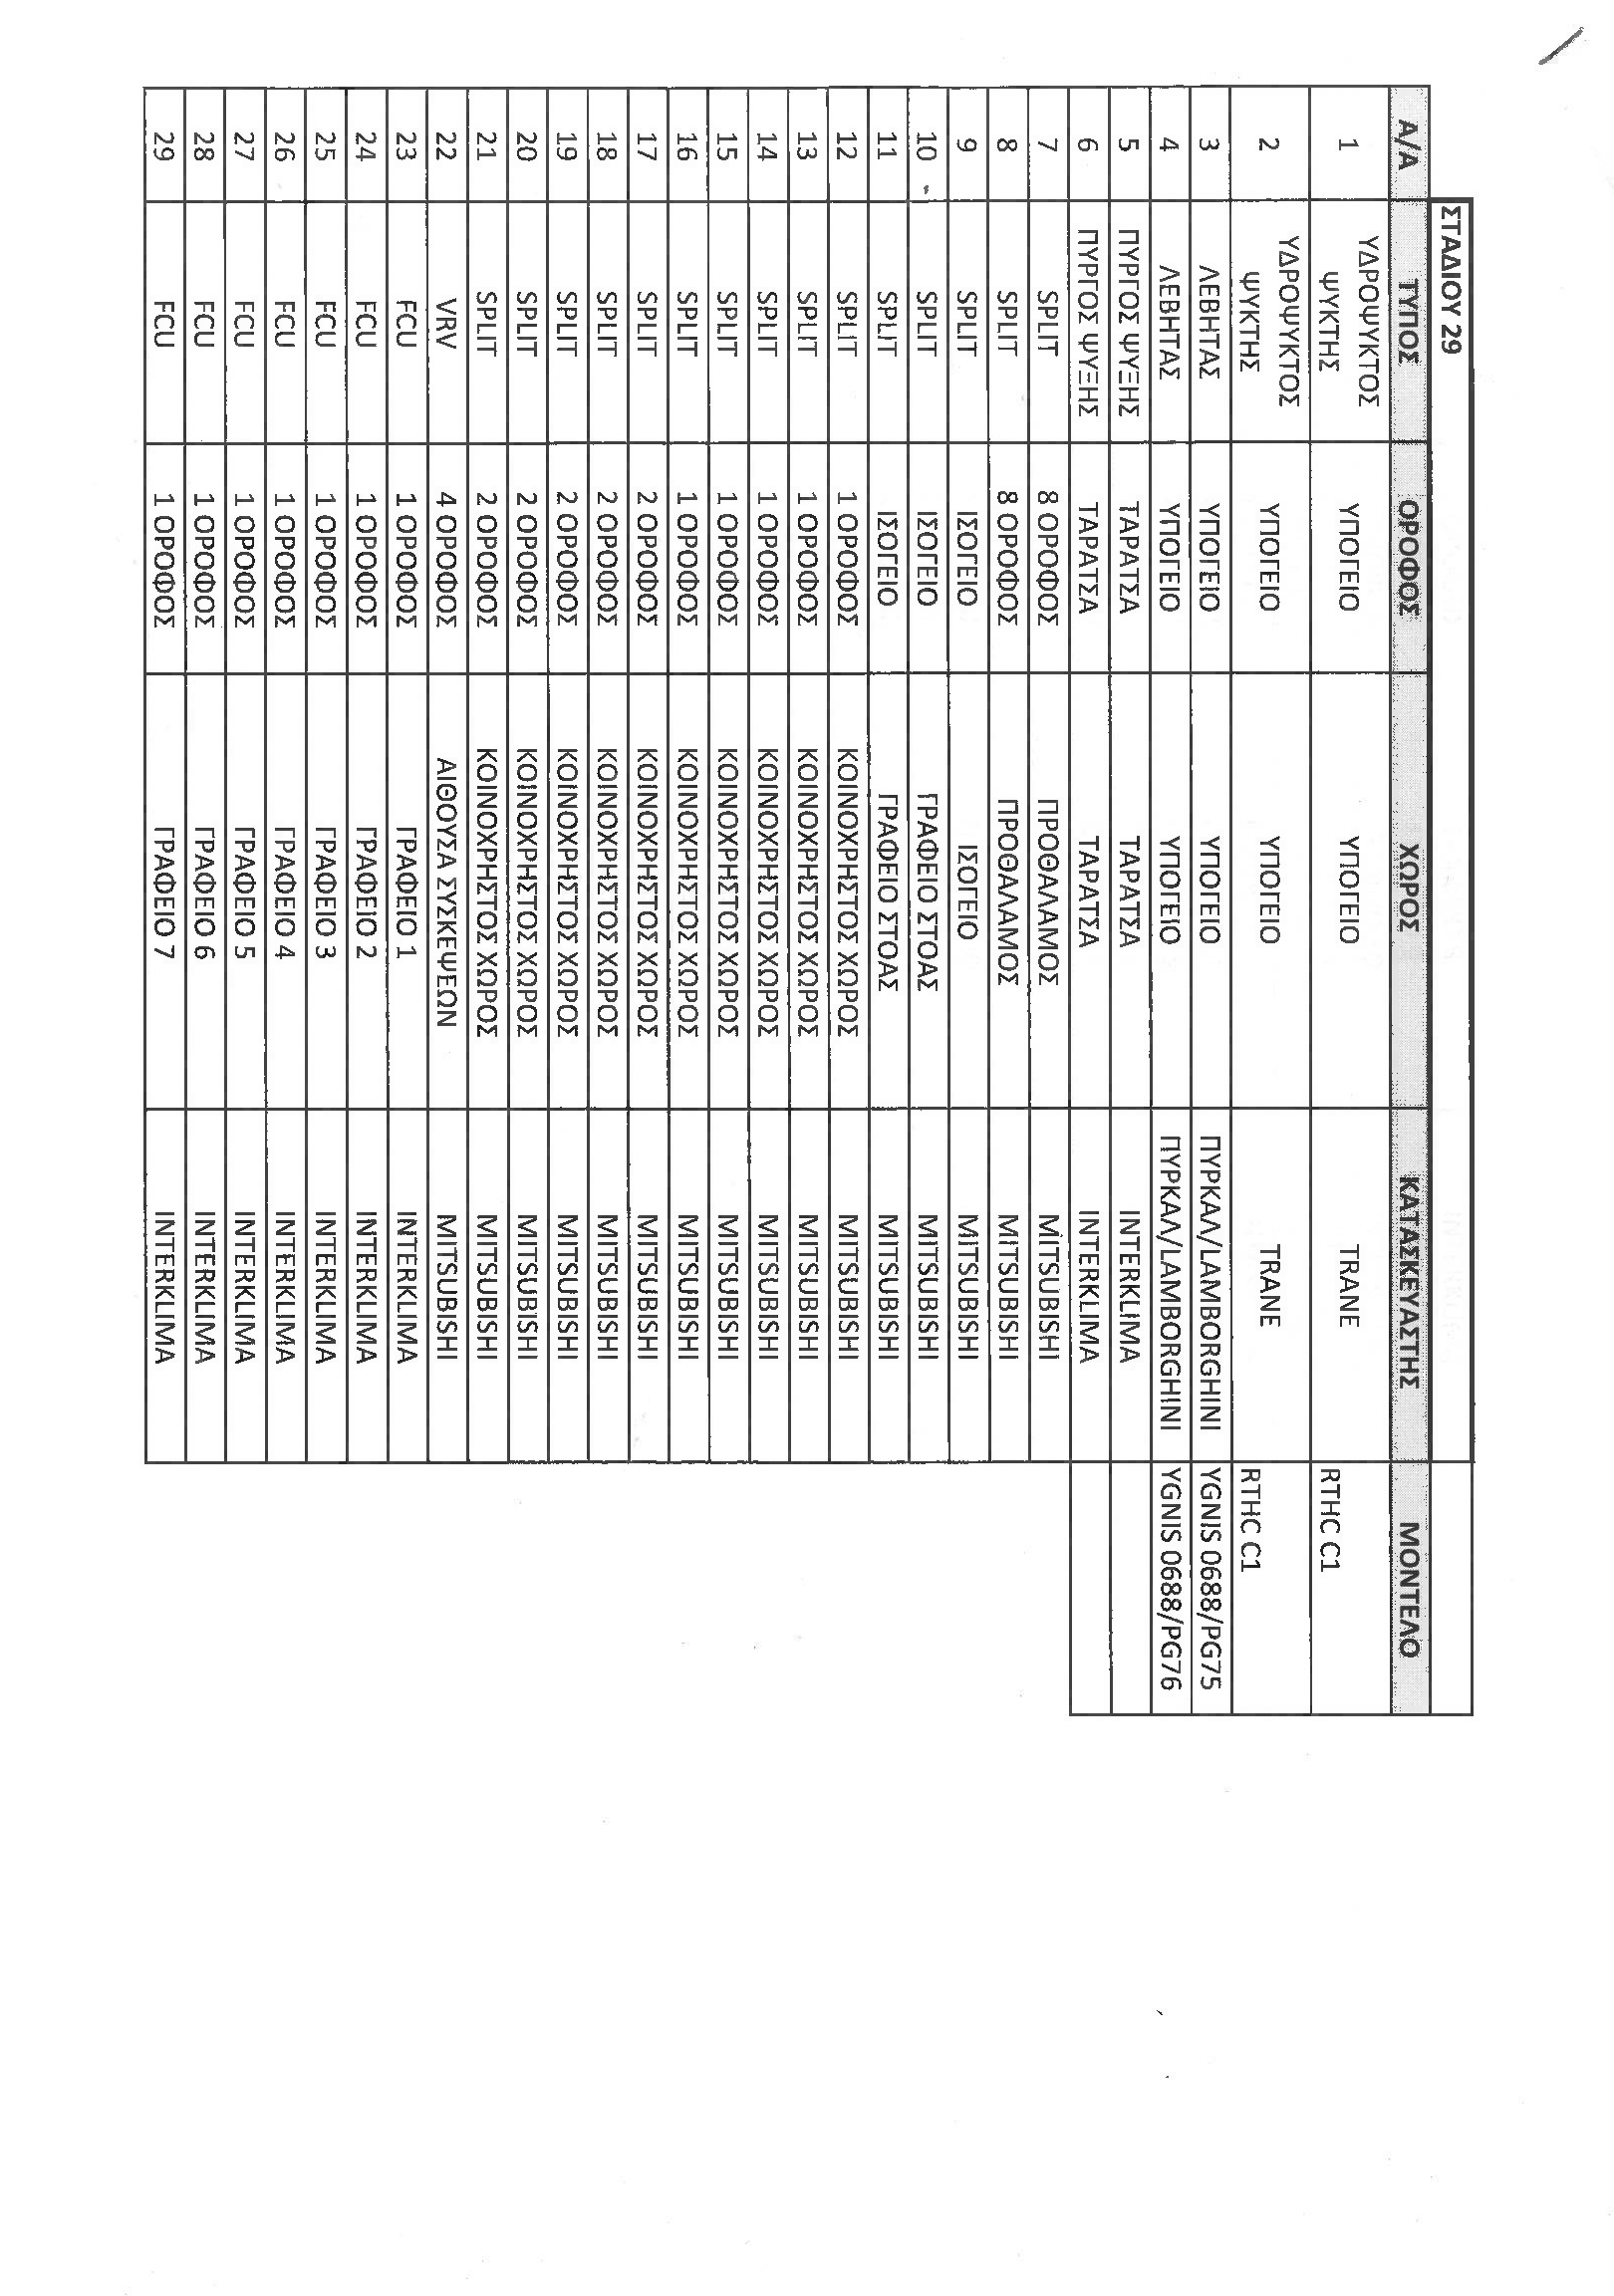 ΣΤΑΔΙΟΥ 29
Α/Α ΤΥΠΟΣ ΟΡΟΦΟΣ ΧΩΡΟΣ ΚΑΤΑΣΚΕΥΑΣΤΗΣ ΜΟΝΤΕΛΟ
1 ΥΔΡΟΨΥΚΤΟΣ ΨΥΚΤΗΣ ΥΠΟΓΕΙΟ ΥΠΟΓΕΙΟ TRANE RTHC C1
2 ΥΔΡΟΨΥΚΤΟΣ ΨΥΚΤΗΣ ΥΠΟΓΕΙΟ ΥΠΟΓΕΙΟ TRANE RTHC C1
3 ΛΕΒΗΤΑΣ ΥΠΟΓΕΙΟ ΥΠΟΓΕΙΟ ΠΥΡΚΑΛ/LAMBORGHINI YGNIS 0688/PG75
4 ΛΕΒΗΤΑΣ ΥΠΟΓΕΙΟ ΥΠΟΓΕΙΟ ΠΥΡΚΑΛ/LAMBORGHINI YGNIS 0688/PG76
5 ΠΥΡΓΟΣ ΨΥΞΗΣ ΤΑΡΑΤΣΑ ΤΑΡΑΤΣΑ INTERKLIMA
6 ΠΥΡΓΟΣ ΨΥΞΗΣ ΤΑΡΑΤΣΑ ΤΑΡΑΤΣΑ INTERKLIMA
7 SPLIT 8 ΟΡΟΦΟΣ ΠΡΟΘΑΛΑΜΟΣ MITSUBISHI
8 SPLIT 8 ΟΡΟΦΟΣ ΠΡΟΘΑΛΑΜΟΣ MITSUBISHI
9 SPLIT ΙΣΟΓΕΙΟ ΙΣΟΓΕΙΟ MITSUBISHI
10 SPLIT ΙΣΟΓΕΙΟ ΓΡΑΦΕΙΟ ΣΤΟΑΣ MITSUBISHI
11 SPLIT ΙΣΟΓΕΙΟ ΓΡΑΦΕΙΟ ΣΤΟΑΣ MITSUBISHI
12 SPLIT 1 ΟΡΟΦΟΣ ΚΟΙΝΟΧΡΗΣΤΟΣ ΧΩΡΟΣ MITSUBISHI
13 SPLIT 1 ΟΡΟΦΟΣ ΚΟΙΝΟΧΡΗΣΤΟΣ ΧΩΡΟΣ MITSUBISHI
14 SPLIT 1 ΟΡΟΦΟΣ ΚΟΙΝΟΧΡΗΣΤΟΣ ΧΩΡΟΣ MITSUBISHI
15 SPLIT 1 ΟΡΟΦΟΣ ΚΟΙΝΟΧΡΗΣΤΟΣ ΧΩΡΟΣ MITSUBISHI
16 SPLIT 1 ΟΡΟΦΟΣ ΚΟΙΝΟΧΡΗΣΤΟΣ ΧΩΡΟΣ MITSUBISHI
17 SPLIT 2 ΟΡΟΦΟΣ ΚΟΙΝΟΧΡΗΣΤΟΣ ΧΩΡΟΣ MITSUBISHI
18 SPLIT 2 ΟΡΟΦΟΣ ΚΟΙΝΟΧΡΗΣΤΟΣ ΧΩΡΟΣ MITSUBISHI
19 SPLIT 2 ΟΡΟΦΟΣ ΚΟΙΝΟΧΡΗΣΤΟΣ ΧΩΡΟΣ MITSUBISHI
20 SPLIT 2 ΟΡΟΦΟΣ ΚΟΙΝΟΧΡΗΣΤΟΣ ΧΩΡΟΣ MITSUBISHI
21 SPLIT 2 ΟΡΟΦΟΣ ΚΟΙΝΟΧΡΗΣΤΟΣ ΧΩΡΟΣ MITSUBISHI
22 VRV 4 ΟΡΟΦΟΣ ΑΙΘΟΥΣΑ ΣΥΣΚΕΨΕΩΝ MITSUBISHI
23 FCU 1 ΟΡΟΦΟΣ ΓΡΑΦΕΙΟ 1 INTERKLIMA
24 FCU 1 ΟΡΟΦΟΣ ΓΡΑΦΕΙΟ 2 INTERKLIMA
25 FCU 1 ΟΡΟΦΟΣ ΓΡΑΦΕΙΟ 3 INTERKLIMA
26 FCU 1 ΟΡΟΦΟΣ ΓΡΑΦΕΙΟ 4 INTERKLIMA
27 FCU 1 ΟΡΟΦΟΣ ΓΡΑΦΕΙΟ 5 INTERKLIMA
28 FCU 1 ΟΡΟΦΟΣ ΓΡΑΦΕΙΟ 6 INTERKLIMA
29 FCU 1 ΟΡΟΦΟΣ ΓΡΑΦΕΙΟ 7 INTERKLIMA